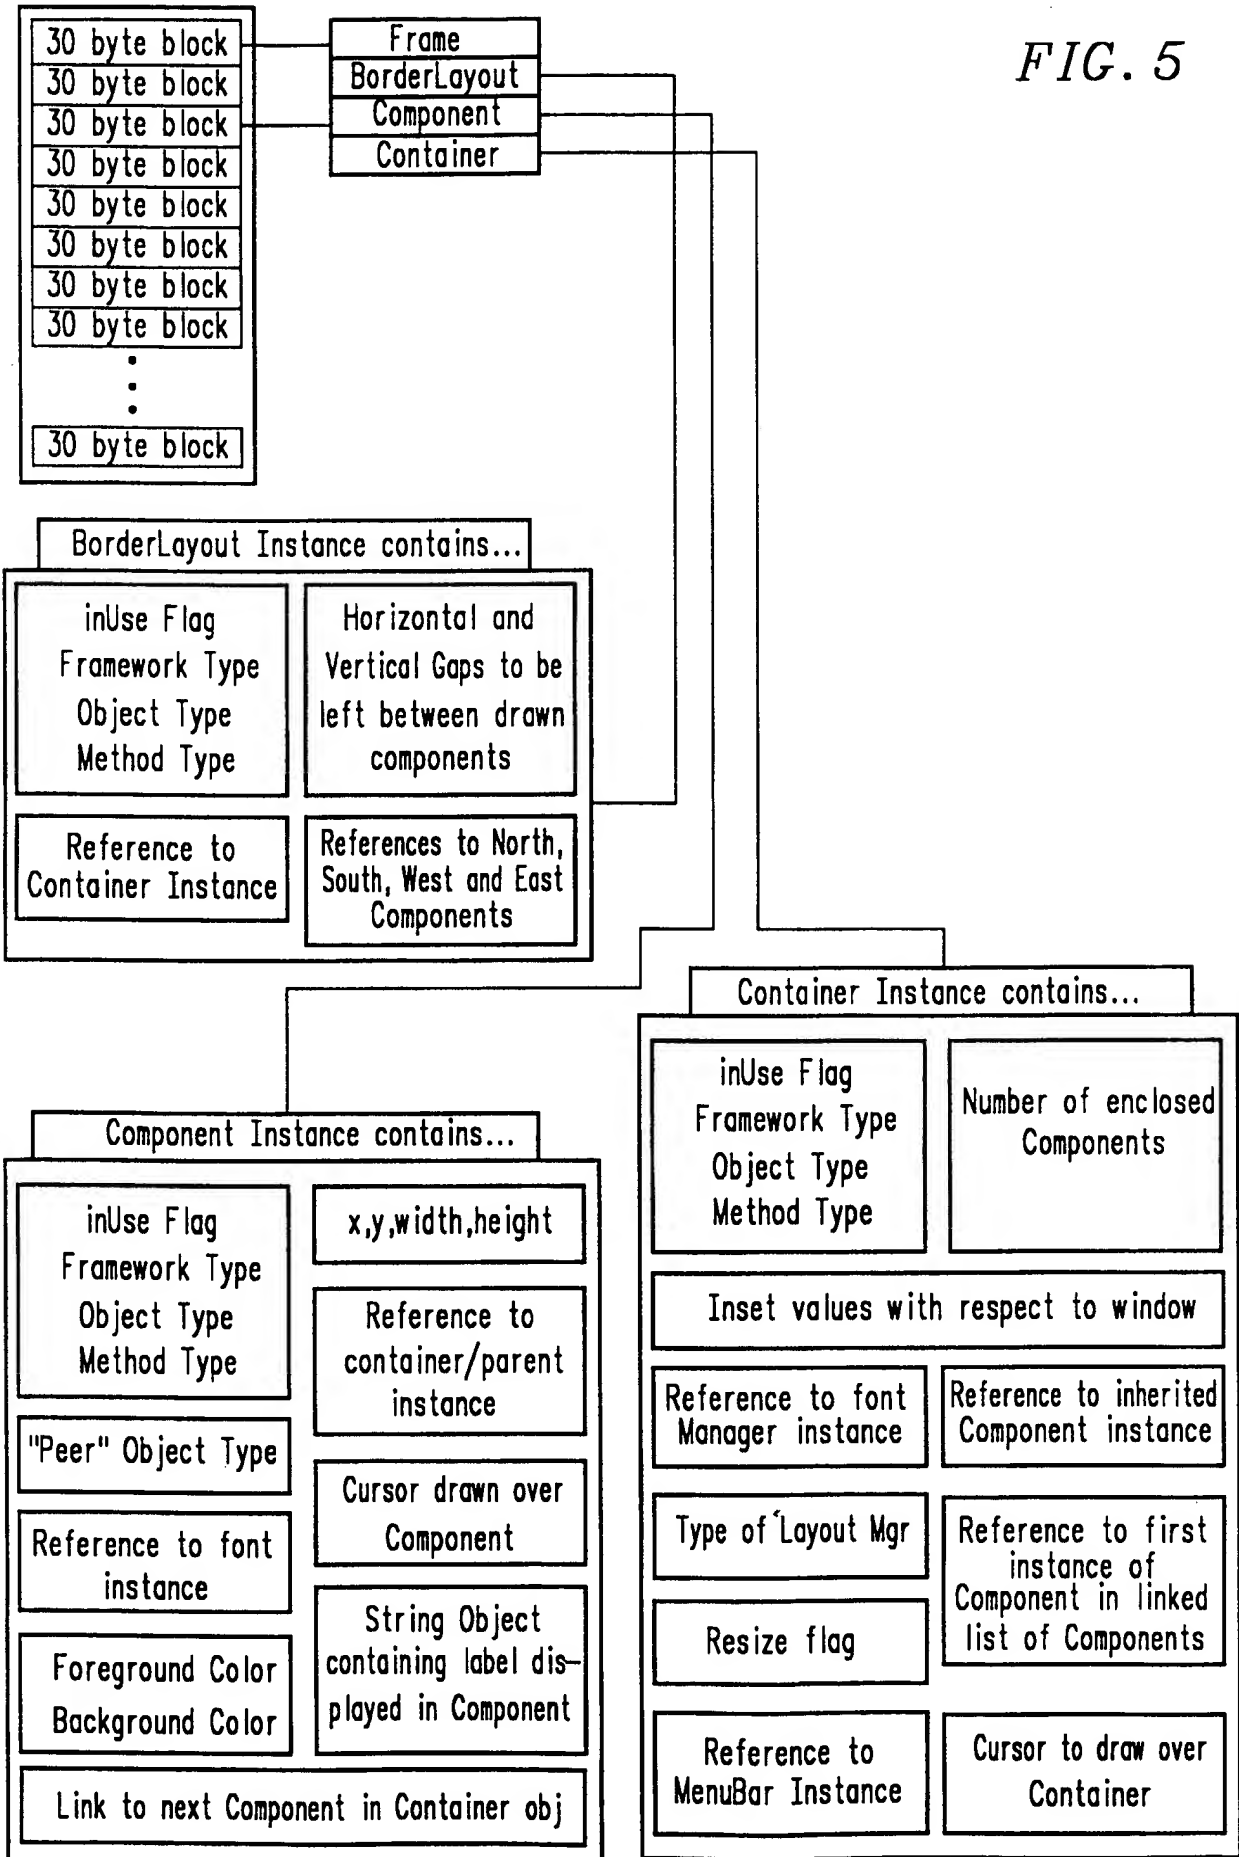 FIG. 5
30 byte block
30 byte block
30 byte block
30 byte block
30 byte block
30 byte block
30 byte block
30 byte block
30 byte block
Frame
BorderLayout
Component
Container
BorderLayout Instance contains...
inUse Flag
Framework Type
Object Type
Method Type
Horizontal and
Vertical Gaps to be
left between drawn
components
Reference to
Container Instance
References to North,
South, West and East
Components
Component Instance contains...
inUse Flag
Framework Type
Object Type
Method Type
x,y,width,height
Reference to
container/parent
instance
"Peer" Object Type
Cursor drawn over
Component
Reference to font
instance
String Object
containing label dis-
played in Component
Foreground Color
Background Color
Link to next Component in Container obj
Container Instance contains...
inUse Flag
Framework Type
Object Type
Method Type
Number of enclosed
Components
Inset values with respect to window
Reference to font
Manager instance
Reference to inherited
Component instance
Type of Layout Mgr
Reference to first
instance of
Component in linked
list of Components
Resize flag
Reference to
MenuBar Instance
Cursor to draw over
Container